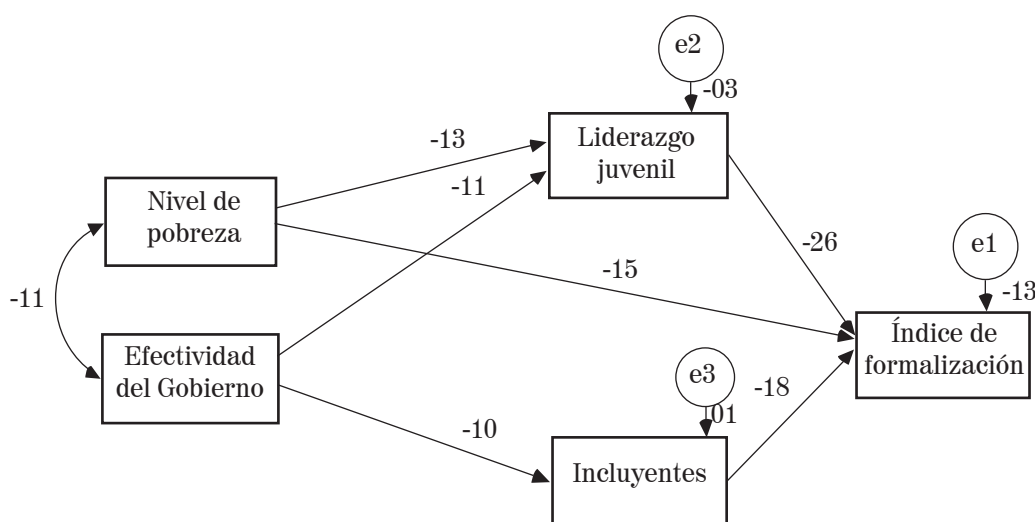 e2
-03
-13
Liderazgo
juvenil
-11
Nivel de
pobreza
-26
e1
-15
-11
-13
Índice de
formalización
Efectividad
del Gobierno
e3
-18
01
-10
Incluyentes